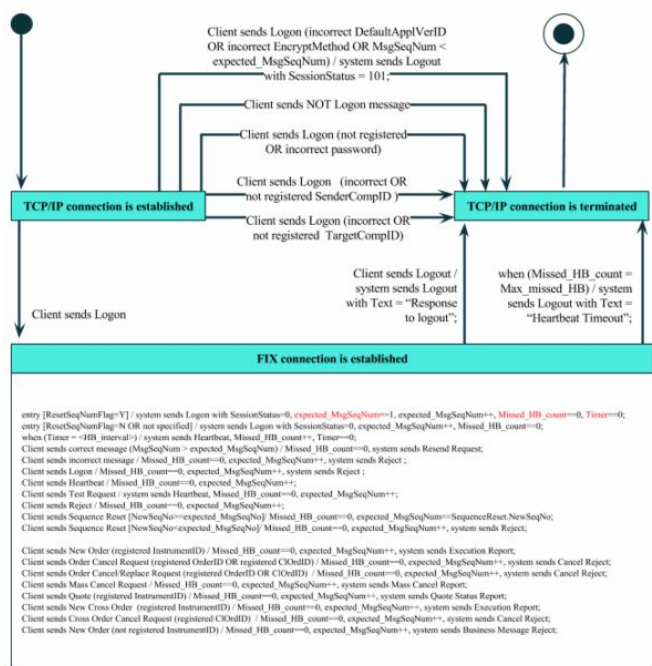 Client sends Logon (incorrect DefaultApplVerID
OR incorrect EncryptMethod OR MsgSeqNum <
expected_MsgSeqNum) / system sends Logout
with SessionStatus = 101;
Client sends NOT Logon message
Client sends Logon (not registered
OR incorrect password)
Client sends Logon (incorrect OR
not registered SenderCompID )
TCP/IP connection is established
TCP/IP connection is terminated
Client sends Logon (incorrect OR
not registered TargetCompID)
Client sends Logout /
system sends Logout
with Text = “Response
to logout”;
when (Missed_HB_count =
Max_missed_HB) / system
sends Logout with Text =
“Heartbeat Timeout”;
Client sends Logon
FIX connection is established
entry [ResetSeqNumFlag=Y] / system sends Logon with SessionStatus=0, expected_MsgSeqNum==1, expected_MsgSeqNum++, Missed_HB_count==0, Timer==0;
entry [ResetSeqNumFlag=N OR not specified] / system sends Logon with SessionStatus=0, expected_MsgSeqNum++, Missed_HB_count==0;
when (Timer = <HB_interval>) / system sends Heartbeat, Missed_HB_count++, Timer==0;
Client sends correct message (MsgSeqNum > expected_MsgSeqNum) / Missed_HB_count==0, system sends Resend Request;
Client sends incorrect message / Missed_HB_count==0, expected_MsgSeqNum++, system sends Reject ;
Client sends Logon / Missed_HB_count==0, expected_MsgSeqNum++, system sends Reject ;
Client sends Heartbeat / Missed_HB_count==0, expected_MsgSeqNum++;
Client sends Test Request / system sends Heartbeat, Missed_HB_count==0, expected_MsgSeqNum++;
Client sends Reject / Missed_HB_count==0, expected_MsgSeqNum++;
Client sends Sequence Reset [NewSeqNo>=expected_MsgSeqNo]/ Missed_HB_count==0, expected_MsgSeqNum==SequenceReset.NewSeqNo;
Client sends Sequence Reset [NewSeqNo<expected_MsgSeqNo]/ Missed_HB_count==0, expected_MsgSeqNum++, system sends Reject;
Client sends New Order (registered InstrumentID) / Missed_HB_count==0, expected_MsgSeqNum++, system sends Execution Report;
Client sends Order Cancel Request (registered OrderID OR registered ClOrdID) / Missed_HB_count==0, expected_MsgSeqNum++, system sends Cancel Reject;
Client sends Order Cancel/Replace Request (registered OrderID OR ClOrdID) / Missed_HB_count==0, expected_MsgSeqNum++, system sends Cancel Reject;
Client sends Mass Cancel Request / Missed_HB_count==0, expected_MsgSeqNum++, system sends Mass Cancel Report;
Client sends Quote (registered InstrumentID) / Missed_HB_count==0, expected_MsgSeqNum++, system sends Quote Status Report;
Client sends New Cross Order (registered InstrumentID) / Missed_HB_count==0, expected_MsgSeqNum++, system sends Execution Report;
Client sends Cross Order Cancel Request (registered ClOrdID) / Missed_HB_count==0, expected_MsgSeqNum++, system sends Cancel Reject;
Client sends New Order (not registered InstrumentID) / Missed_HB_count==0, expected_MsgSeqNum++, system sends Business Message Reject;